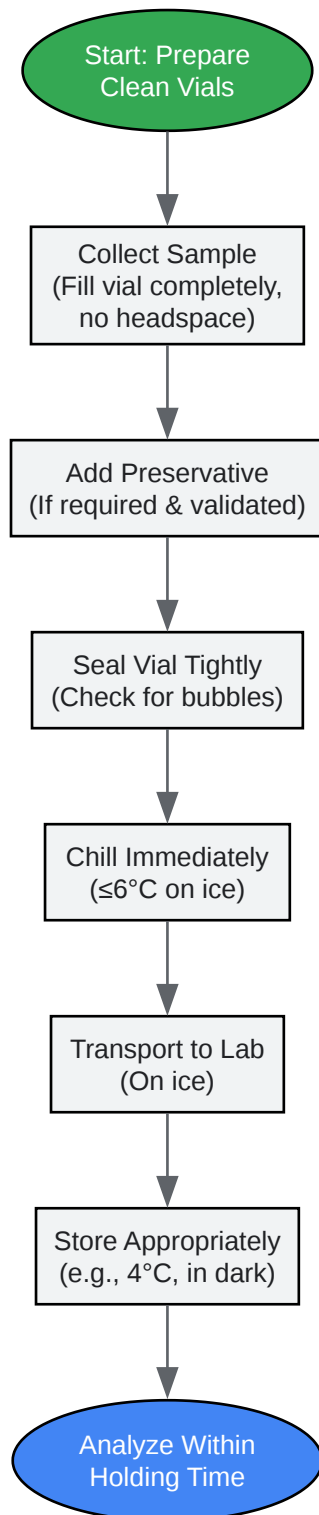 Start: Prepare
Clean Vials
Collect Sample
(Fill vial completely,
no headspace)
Add Preservative
(If required & validated)
Seal Vial Tightly
(Check for bubbles)
Chill Immediately
(≤6°C on ice)
Transport to Lab
(On ice)
Store Appropriately
(e.g., 4°C, in dark)
Analyze Within
Holding Time